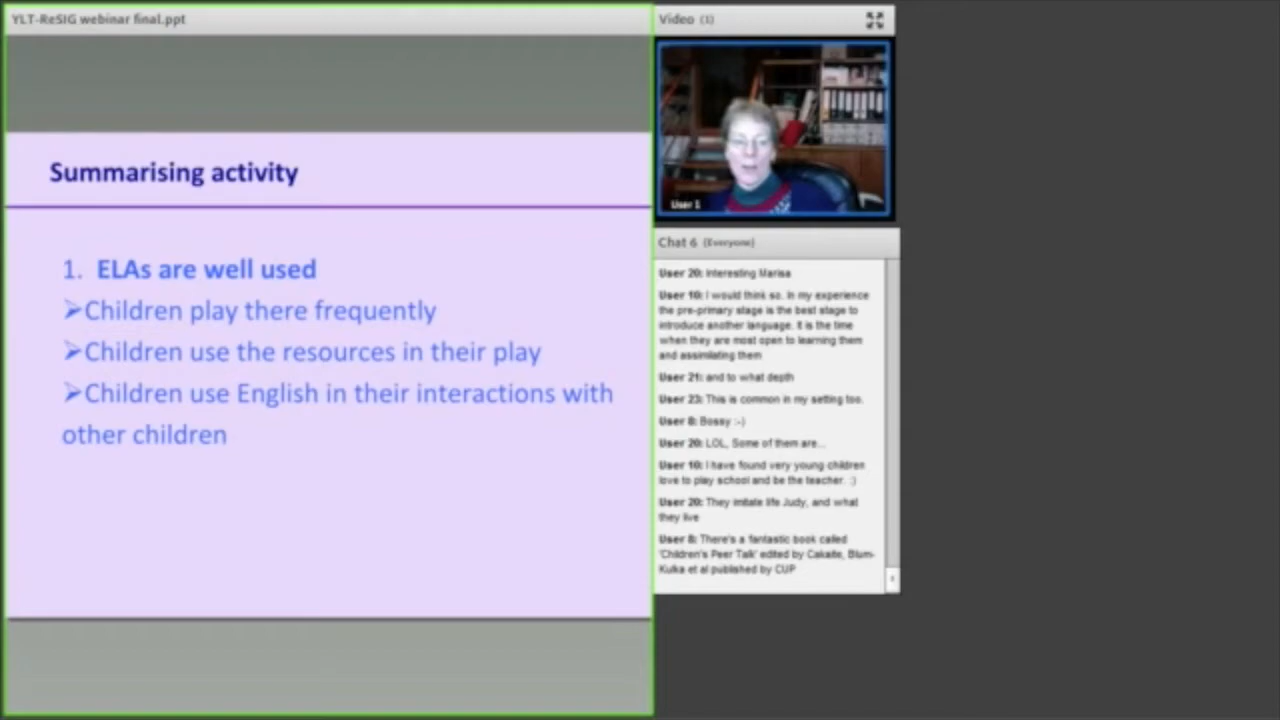 YLT-ReSIG webinar final.ppt
Summarising activity
1. ELAs are well used
➢Children play there frequently
➢Children use the resources in their play
➢Children use English in their interactions with
other children
Video (1)
User 1
Chat 6 (Everyone)
User 20: Interesting Marisa
User 10: I would think so. In my experience
the pre-primary stage is the best stage to
introduce another language. It is the time
when they are most open to learning them
and assimilating them
User 21: and to what depth
User 23: This is common in my setting too.
User 8: Bossy :-)
User 20: LOL, Some of them are...
User 10: I have found very young children
love to play school and be the teacher. :)
User 20: They imitate life Judy, and what
they live
User 8: There's a fantastic book called
'Children's Peer Talk' edited by Cekaite, Blum-
Kulka et al published by CUP